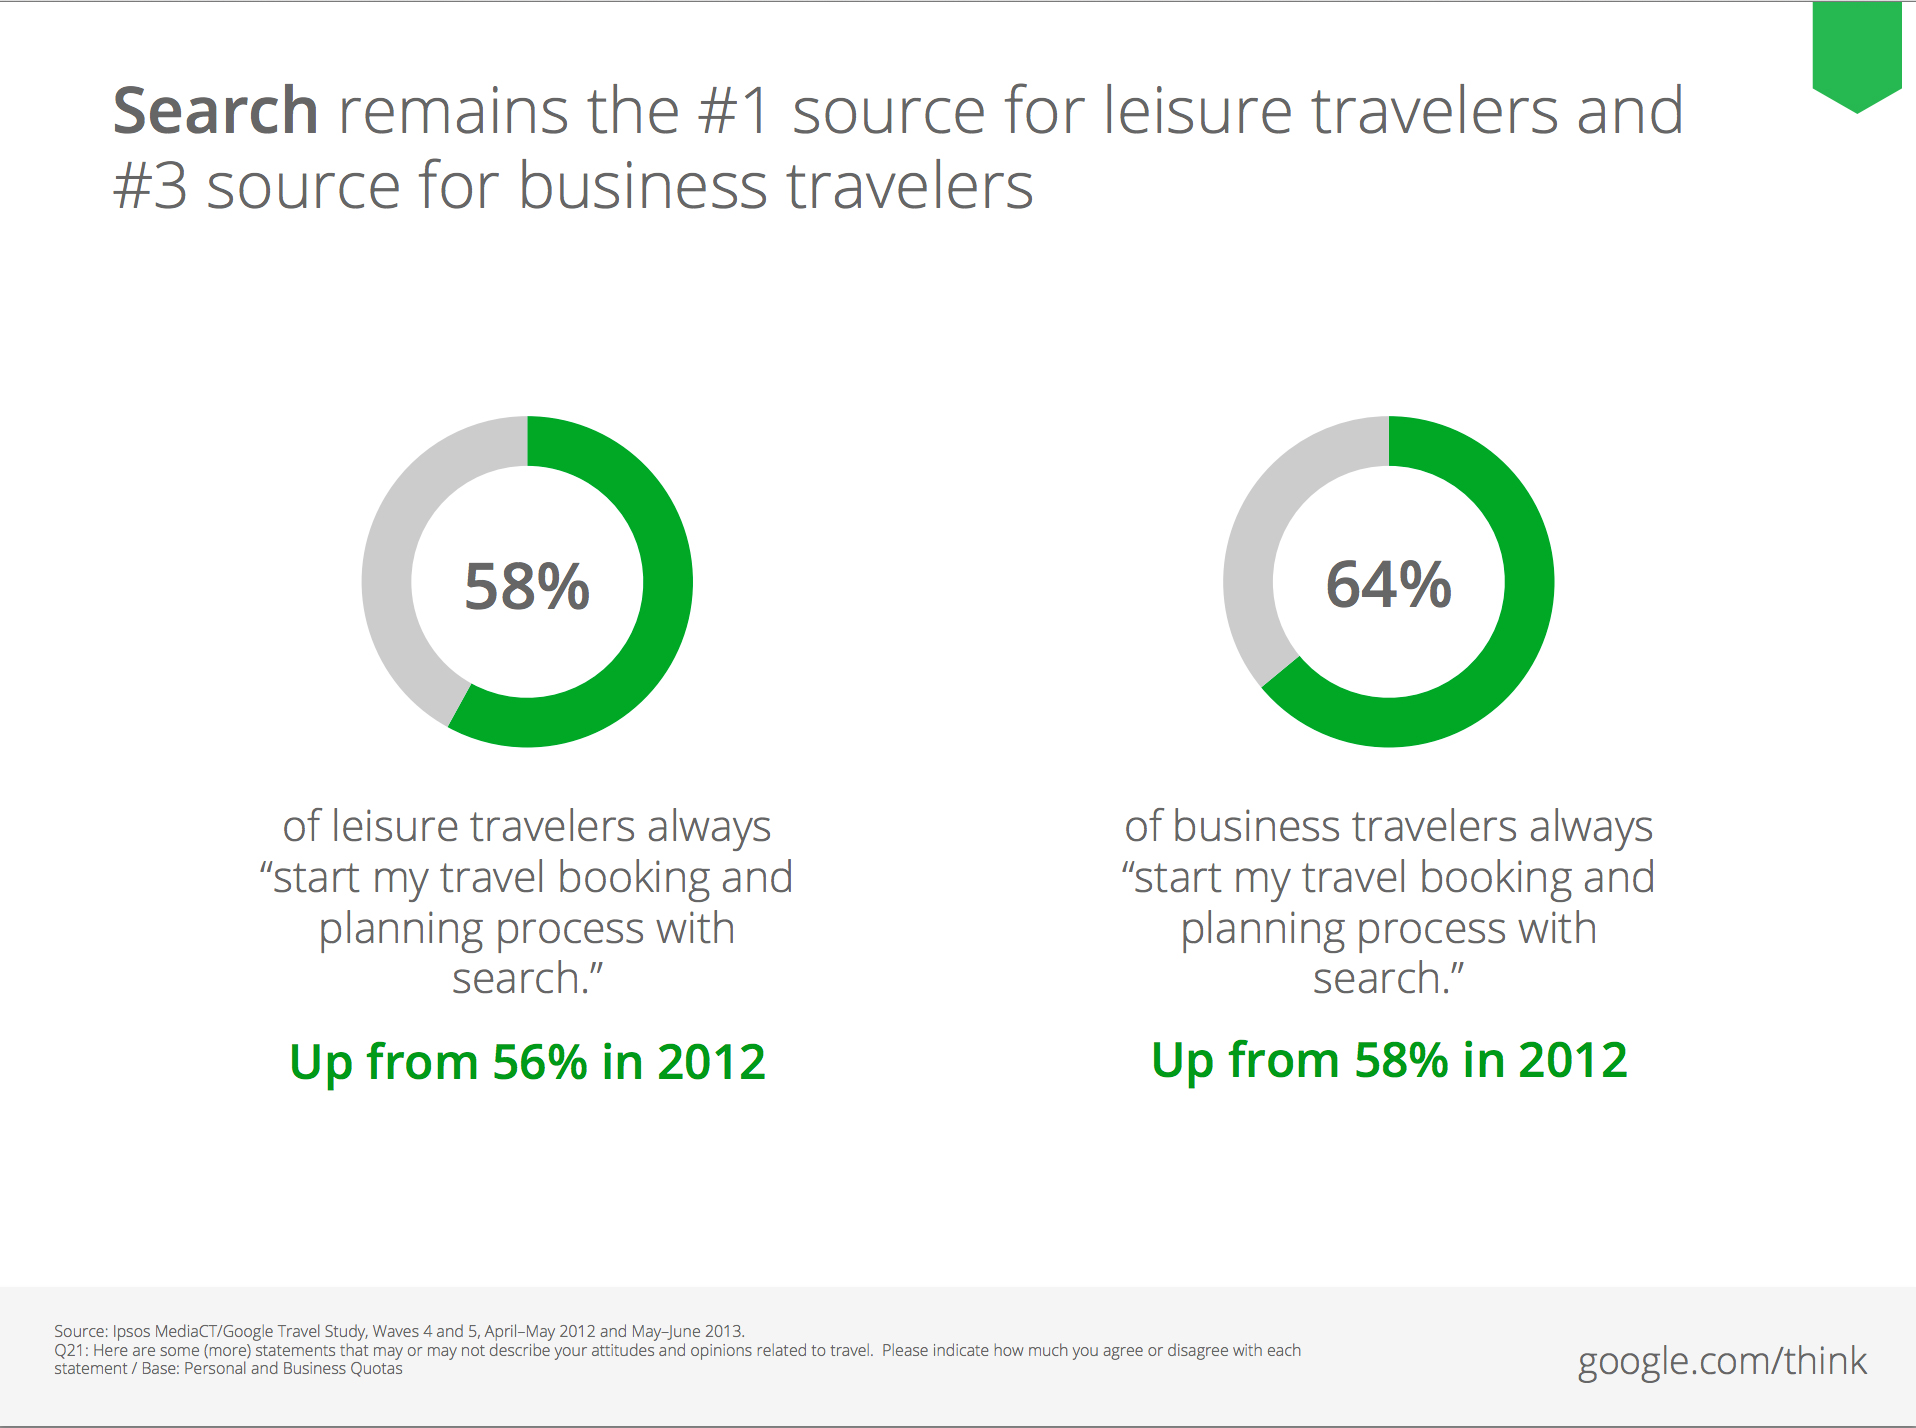 Search remains the #1 source for leisure travelers and
#3 source for business travelers
58%
of leisure travelers always
“start my travel booking and
planning process with
search.”
Up from 56% in 2012
64%
of business travelers always
“start my travel booking and
planning process with
search.”
Up from 58% in 2012
Source: Ipsos MediaCT/Google Travel Study, Waves 4 and 5, April–May 2012 and May–June 2013.
Q21: Here are some (more) statements that may or may not describe your attitudes and opinions related to travel.  Please indicate how much you agree or disagree with each
statement / Base: Personal and Business Quotas
google.com/think